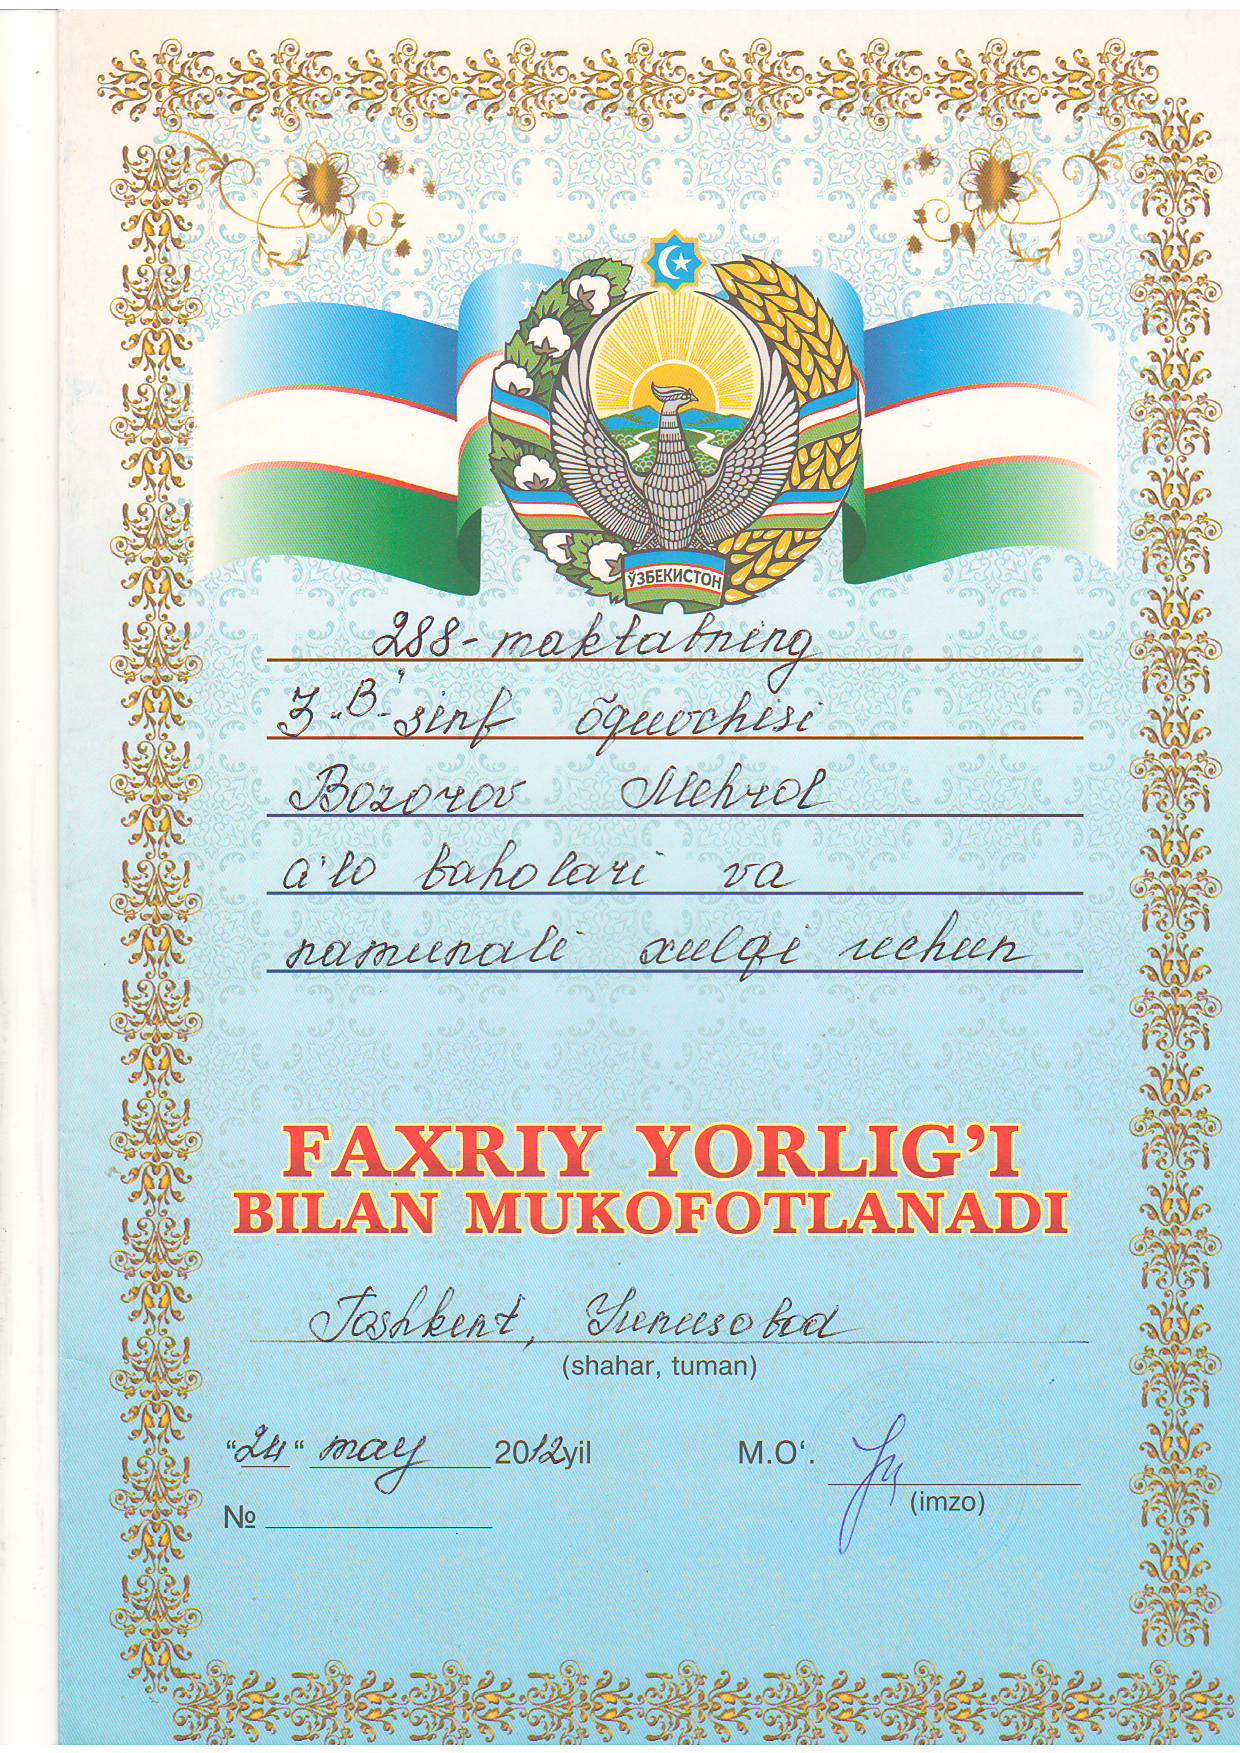 ЎЗБЕКИСТОН
288-maktabning
3-„B”-sinf õquvchisi
Bozorov Mehrol
a'lo baholari va
namunali xulqi uchun
FAXRIY YORLIG’I
BILAN MUKOFOTLANADI
Toshkent, Yunusobod
(shahar, tuman)
“24“ may 2012yil M.O‘.
(imzo)
№